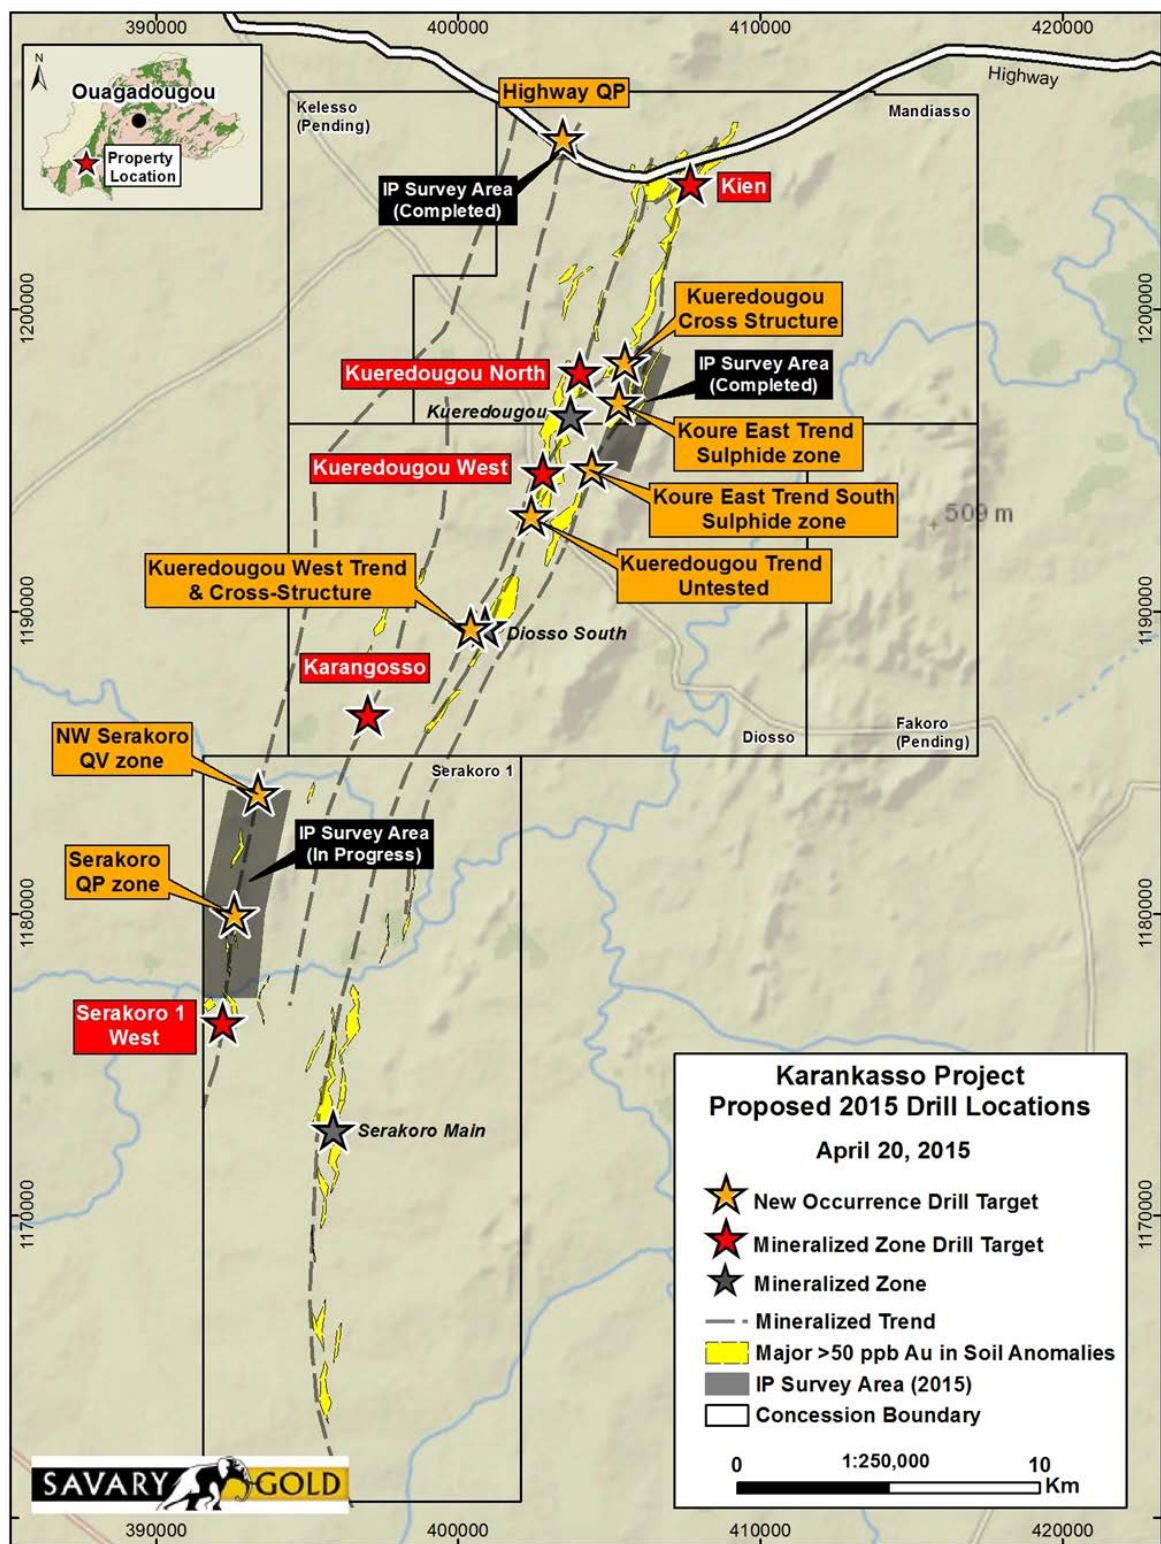 390000
400000
410000
420000
N
Ouagadougou
Property
Location
Kelesso
(Pending)
Highway QP
Highway
Mandiasso
IP Survey Area
(Completed)
Kien
1200000
1200000
Kueredougou
Cross Structure
Kueredougou North
IP Survey Area
(Completed)
Kueredougou
Koure East Trend
Sulphide zone
Kueredougou West
Koure East Trend South
Sulphide zone
509 m
Kueredougou West Trend
& Cross-Structure
Kueredougou Trend
Untested
1190000
1190000
Diosso South
Karangosso
NW Serakoro
QV zone
Diosso
Fakoro
(Pending)
Serakoro 1
IP Survey Area
(In Progress)
Serakoro
QP zone
1180000
1180000
Serakoro 1
West
Serakoro Main
1170000
1170000
Karankasso Project
Proposed 2015 Drill Locations
April 20, 2015
New Occurrence Drill Target
Mineralized Zone Drill Target
Mineralized Zone
Mineralized Trend
Major >50 ppb Au in Soil Anomalies
IP Survey Area (2015)
Concession Boundary
0 1:250,000 10
Km
SAVARY GOLD
390000
400000
410000
420000